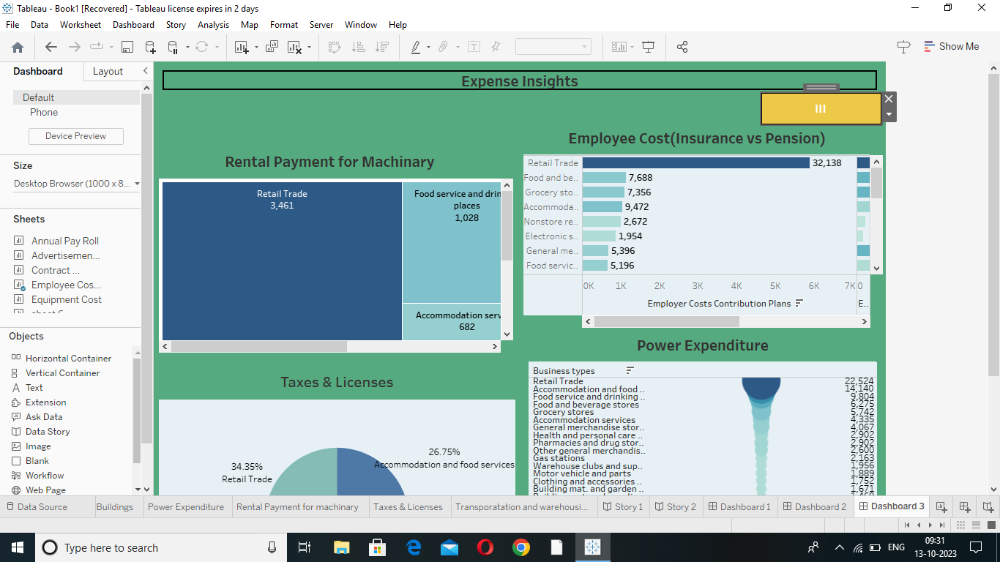 Tableau - Book1 [Recovered] - Tableau license expires in 2 days
File Data Worksheet Dashboard Story Analysis Map Format Server Window Help
Show Me
Dashboard Layout
Default
Phone
Device Preview
Size
Desktop Browser (1000 x 8...
Sheets
Annual Pay Roll
Advertisemen...
Contract ...
Employee Cos...
Equipment Cost
Objects
Horizontal Container
Vertical Container
Text
Extension
Ask Data
Data Story
Image
Blank
Workflow
Web Page
Expense Insights
III
Rental Payment for Machinary
Retail Trade
3,461
Food service and drin
places
1,028
Accommodation serv
682
Employee Cost(Insurance vs Pension)
Retail Trade 32,138
Food and be.. 7,688
Grocery sto.. 7,356
Accommoda.. 9,472
Nonstore re.. 2,672
Electronic s.. 1,954
General me.. 5,396
Food servic.. 5,196
0K 1K 2K 3K 4K 5K 6K 7K 0
Employer Costs Contribution Plans E..
Taxes & Licenses
34.35%
Retail Trade
26.75%
Accommodation and food services
Power Expenditure
Business types
Retail Trade 22,524
Accommodation and food .. 14,140
Food service and drinking .. 9,804
Food and beverage stores 6,275
Grocery stores 5,742
Accommodation services 4,335
General merchandise stor.. 4,067
Health and personal care .. 2,902
Pharmacies and drug stor.. 2,902
Other general merchandis.. 2,600
Gas stations 2,163
Warehouse clubs and sup.. 1,956
Motor vehicle and parts 1,889
Clothing and accessories .. 1,752
Building mat. and garden .. 1,671
Data Source Buildings Power Expenditure Rental Payment for machinary Taxes & Licenses Transporatation and warehousi... Story 1 Story 2 Dashboard 1 Dashboard 2 Dashboard 3
Type here to search
ENG
09:31
13-10-2023